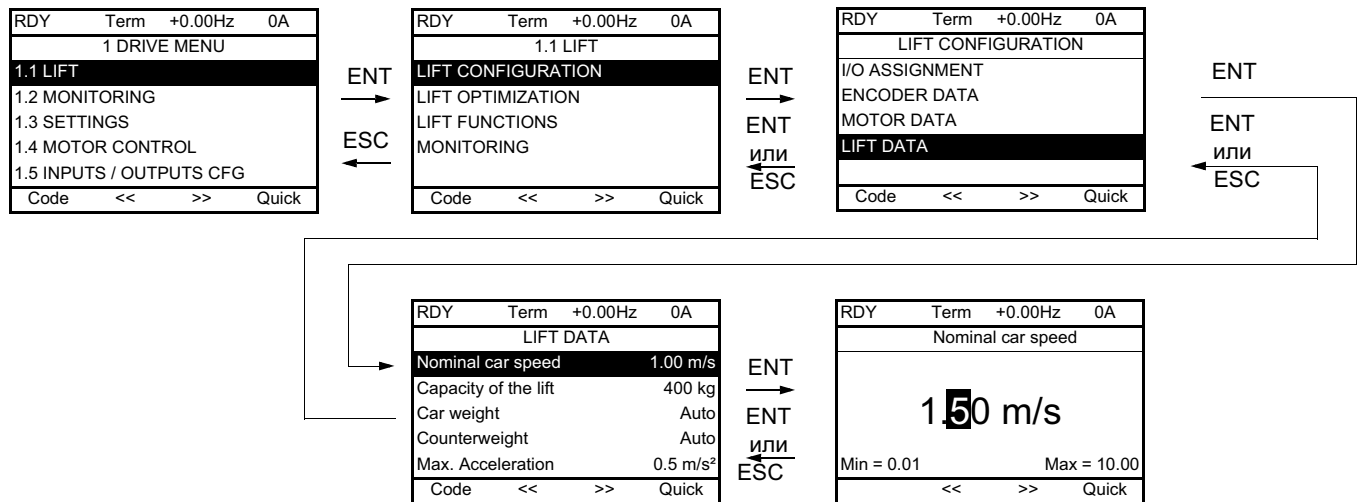 RDY Term +0.00Hz 0A
1 DRIVE MENU
1.1 LIFT
1.2 MONITORING
1.3 SETTINGS
1.4 MOTOR CONTROL
1.5 INPUTS / OUTPUTS CFG
Code << >> Quick
ENT
ESC
RDY Term +0.00Hz 0A
1.1 LIFT
LIFT CONFIGURATION
LIFT OPTIMIZATION
LIFT FUNCTIONS
MONITORING
Code << >> Quick
ENT
ENT
или
ESC
RDY Term +0.00Hz 0A
LIFT CONFIGURATION
I/O ASSIGNMENT
ENCODER DATA
MOTOR DATA
LIFT DATA
Code << >> Quick
ENT
ENT
или
ESC
RDY Term +0.00Hz 0A
LIFT DATA
Nominal car speed 1.00 m/s
Capacity of the lift 400 kg
Car weight Auto
Counterweight Auto
Max. Acceleration 0.5 m/s²
Code << >> Quick
ENT
ENT
или
ESC
RDY Term +0.00Hz 0A
Nominal car speed
1.50 m/s
Min = 0.01 Max = 10.00
<< >> Quick